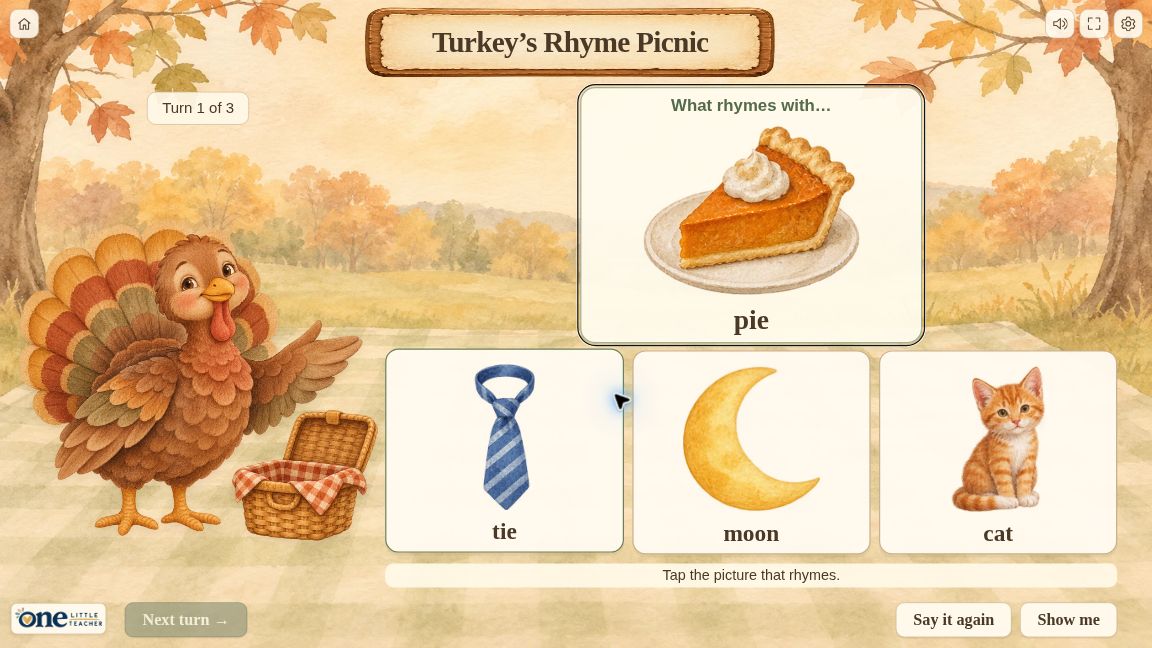 Turkey’s Rhyme Picnic
Turn 1 of 3
What rhymes with…
pie
tie
moon
cat
Tap the picture that rhymes.
one LITTLE TEACHER
Next turn →
Say it again
Show me